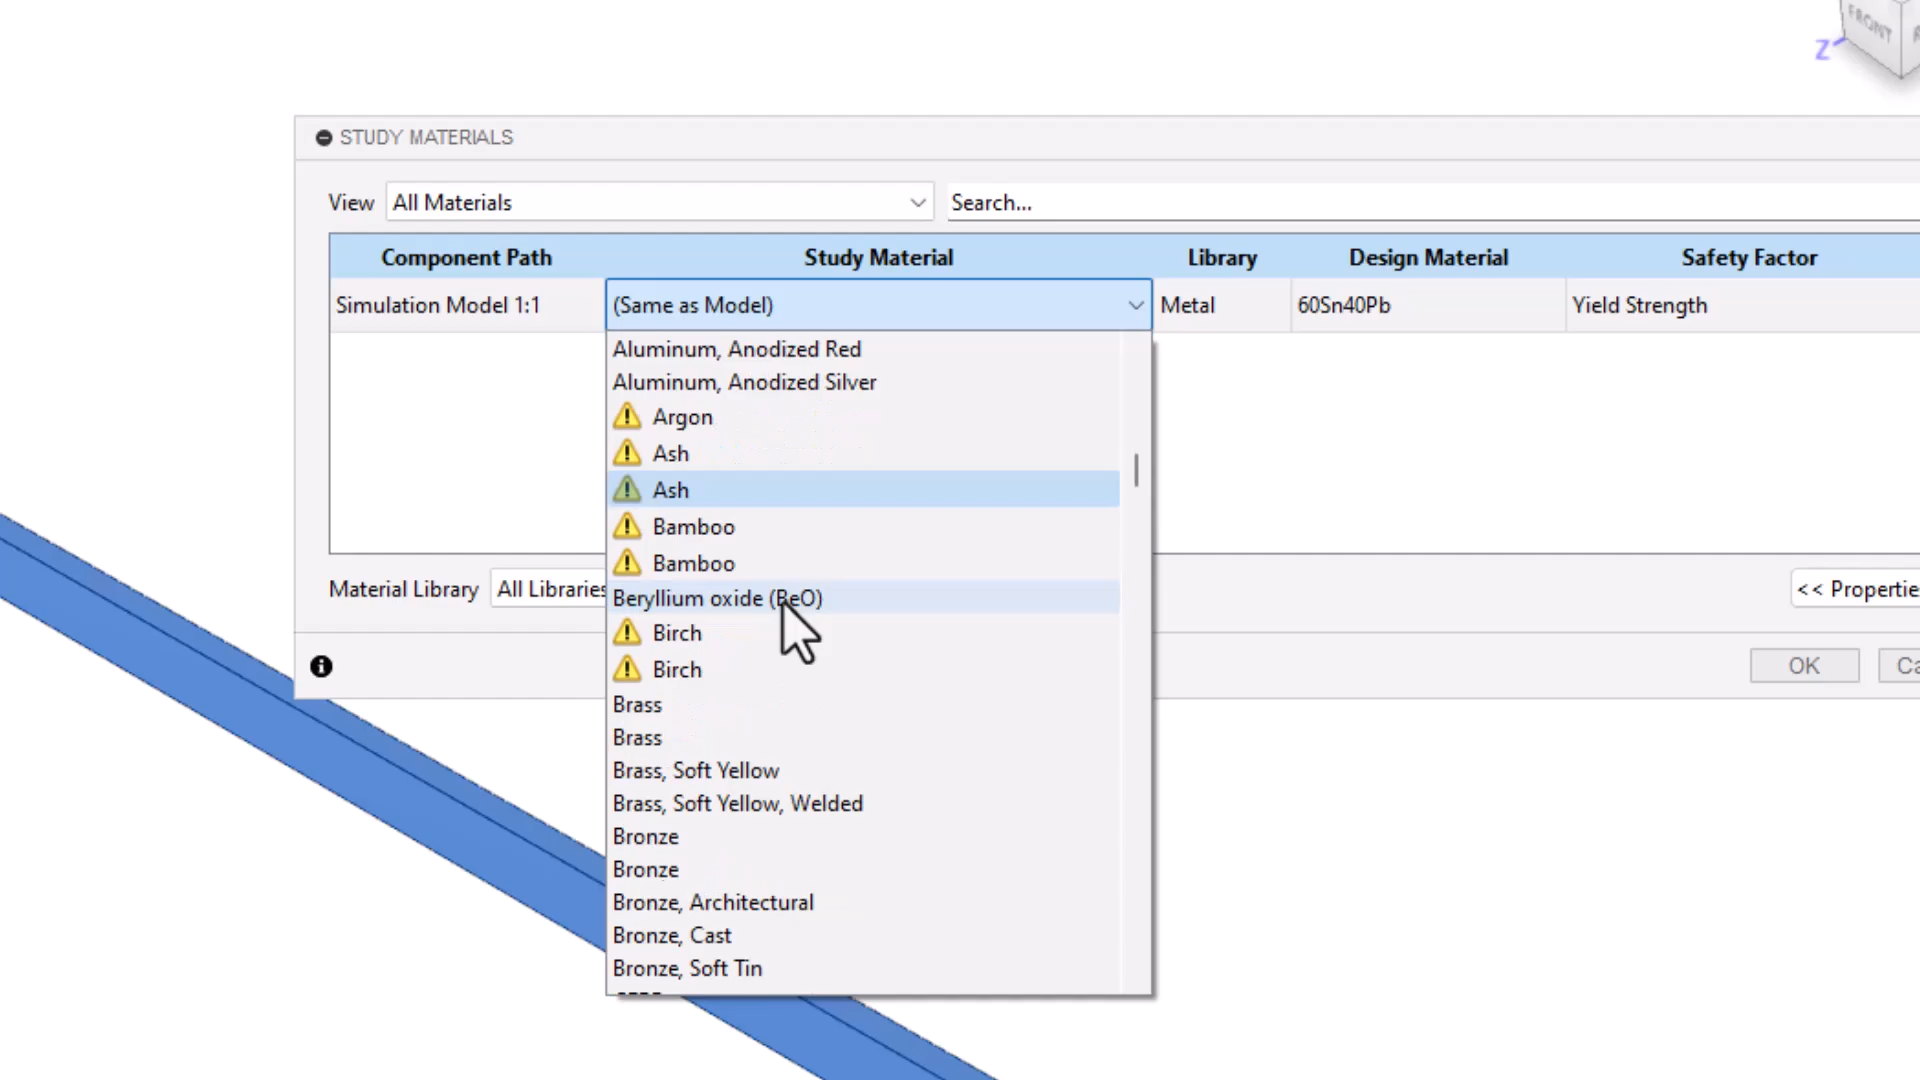 FRONT
Z
STUDY MATERIALS
View All Materials Search...
Component Path Study Material Library Design Material Safety Factor
Simulation Model 1:1 (Same as Model) Metal 60Sn40Pb Yield Strength
Aluminum, Anodized Red
Aluminum, Anodized Silver
Argon
Ash
Ash
Bamboo
Bamboo
Material Library All Libraries << Propertie
Beryllium oxide (BeO)
Birch
Birch
OK Ca
Brass
Brass
Brass, Soft Yellow
Brass, Soft Yellow, Welded
Bronze
Bronze
Bronze, Architectural
Bronze, Cast
Bronze, Soft Tin